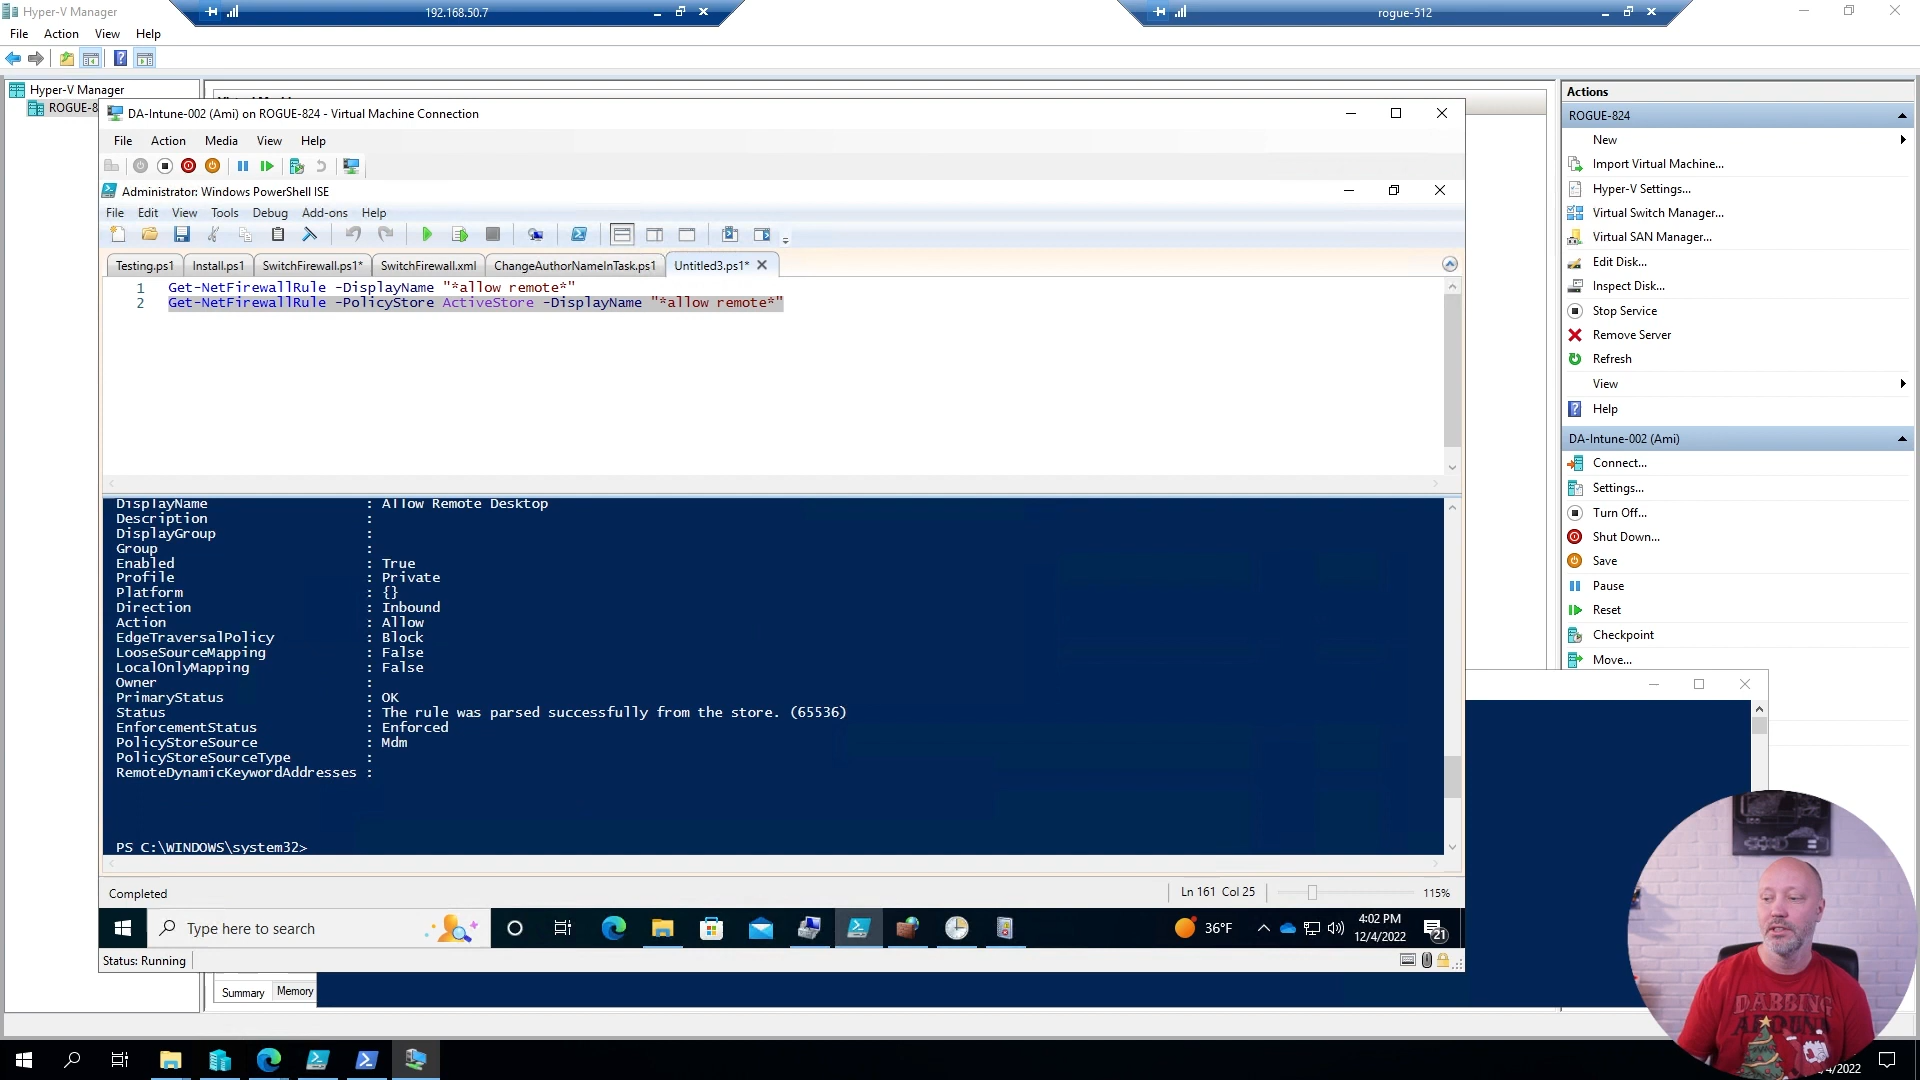 Hyper-V Manager
192.168.50.7
rogue-512
File Action View Help
Hyper-V Manager
ROGUE-8
DA-Intune-002 (Ami) on ROGUE-824 - Virtual Machine Connection
File Action Media View Help
Administrator: Windows PowerShell ISE
File Edit View Tools Debug Add-ons Help
Testing.ps1 Install.ps1 SwitchFirewall.ps1* SwitchFirewall.xml ChangeAuthorNameInTask.ps1 Untitled3.ps1* X
1 Get-NetFirewallRule -DisplayName "*allow remote*"
2 Get-NetFirewallRule -PolicyStore ActiveStore -DisplayName "*allow remote*"
DisplayName : Allow Remote Desktop
Description :
DisplayGroup :
Group :
Enabled : True
Profile : Private
Platform : {}
Direction : Inbound
Action : Allow
EdgeTraversalPolicy : Block
LooseSourceMapping : False
LocalOnlyMapping : False
Owner :
PrimaryStatus : OK
Status : The rule was parsed successfully from the store. (65536)
EnforcementStatus : Enforced
PolicyStoreSource : Mdm
PolicyStoreSourceType :
RemoteDynamicKeywordAddresses :
PS C:\WINDOWS\system32>
Completed
Ln 161 Col 25
115%
Type here to search
36°F
4:02 PM
12/4/2022
21
Status: Running
Summary Memory
Actions
ROGUE-824
New
Import Virtual Machine...
Hyper-V Settings...
Virtual Switch Manager...
Virtual SAN Manager...
Edit Disk...
Inspect Disk...
Stop Service
Remove Server
Refresh
View
Help
DA-Intune-002 (Ami)
Connect...
Settings...
Turn Off...
Shut Down...
Save
Pause
Reset
Checkpoint
Move...
DABBING
AROUND
/4/2022